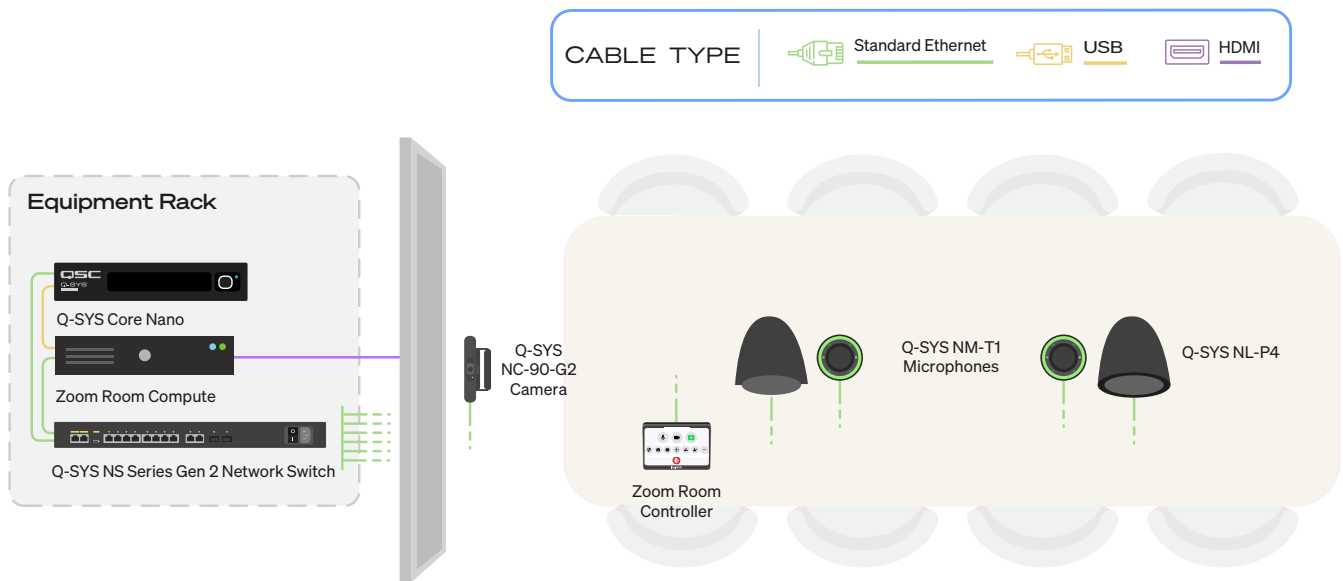 CABLE TYPE
Standard Ethernet
USB
HDMI
Equipment Rack
QSC
Q-SYS
Q-SYS Core Nano
Zoom Room Compute
Q-SYS NS Series Gen 2 Network Switch
Q-SYS
NC-90-G2
Camera
Q-SYS NM-T1
Microphones
Q-SYS NL-P4
Zoom Room
Controller